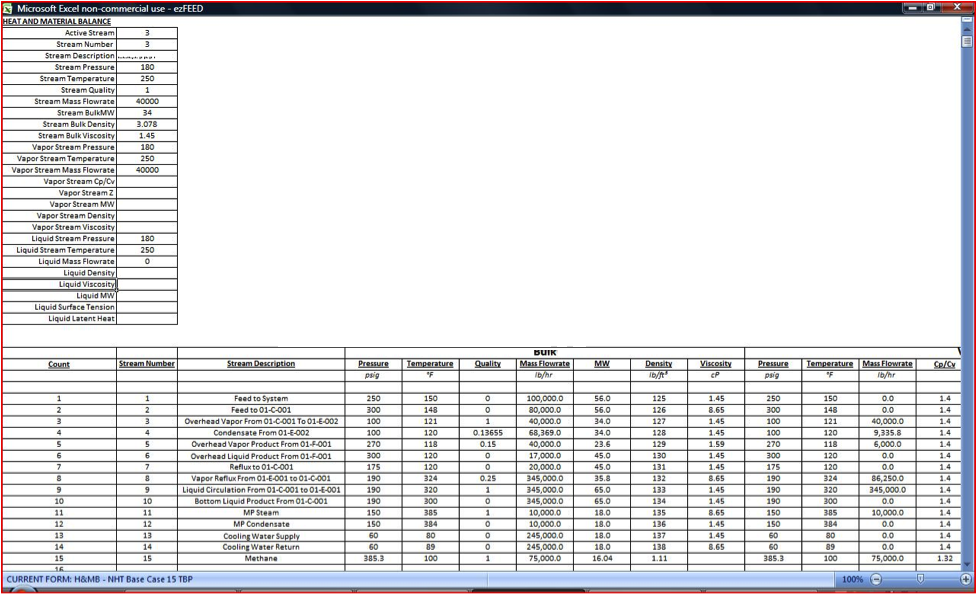 Microsoft Excel non-commercial use - ezFEED
HEAT AND MATERIAL BALANCE
Active Stream 3
Stream Number 3
Stream Description
Stream Pressure 180
Stream Temperature 250
Stream Quality 1
Stream Mass Flowrate 40000
Stream BulkMW 34
Stream Bulk Density 3.078
Stream Bulk Viscosity 1.45
Vapor Stream Pressure 180
Vapor Stream Temperature 250
Vapor Stream Mass Flowrate 40000
Vapor Stream Cp/Cv
Vapor Stream Z
Vapor Stream MW
Vapor Stream Density
Vapor Stream Viscosity
Liquid Stream Pressure 180
Liquid Stream Temperature 250
Liquid Mass Flowrate 0
Liquid Density
Liquid Viscosity
Liquid MW
Liquid Surface Tension
Liquid Latent Heat
Bulk
Count Stream Number Stream Description Pressure Temperature Quality Mass Flowrate MW Density Viscosity Pressure Temperature Mass Flowrate Cp/Cv
psig °F lb/hr lb/ft³ cP psig °F lb/hr
1 1 Feed to System 250 150 0 100,000.0 56.0 125 1.45 250 150 0.0 1.4
2 2 Feed to 01-C-001 300 148 0 80,000.0 56.0 126 8.65 300 148 0.0 1.4
3 3 Overhead Vapor From 01-C-001 To 01-E-002 100 121 1 40,000.0 34.0 127 1.45 100 121 40,000.0 1.4
4 4 Condensate From 01-E-002 100 120 0.13655 68,369.0 34.0 128 1.45 100 120 9,335.8 1.4
5 5 Overhead Vapor Product From 01-F-001 270 118 0.15 40,000.0 23.6 129 1.59 270 118 6,000.0 1.4
6 6 Overhead Liquid Product From 01-F-001 300 120 0 17,000.0 45.0 130 1.45 300 120 0.0 1.4
7 7 Reflux to 01-C-001 175 120 0 20,000.0 45.0 131 1.45 175 120 0.0 1.4
8 8 Vapor Reflux From 01-E-001 to 01-C-001 190 324 0.25 345,000.0 35.8 132 8.65 190 324 86,250.0 1.4
9 9 Liquid Circulation From 01-C-001 to 01-E-001 190 320 1 345,000.0 65.0 133 1.45 190 320 345,000.0 1.4
10 10 Bottom Liquid Product From 01-C-001 190 300 0 345,000.0 65.0 134 1.45 190 300 0.0 1.4
11 11 MP Steam 150 385 1 10,000.0 18.0 135 8.65 150 385 10,000.0 1.4
12 12 MP Condensate 150 384 0 10,000.0 18.0 136 1.45 150 384 0.0 1.4
13 13 Cooling Water Supply 60 80 0 245,000.0 18.0 137 1.45 60 80 0.0 1.4
14 14 Cooling Water Return 60 89 0 245,000.0 18.0 138 8.65 60 89 0.0 1.4
15 15 Methane 385.3 100 1 75,000.0 16.04 1.11 385.3 100 75,000.0 1.32
16
CURRENT FORM: H&MB - NHT Base Case 15 TBP 100%